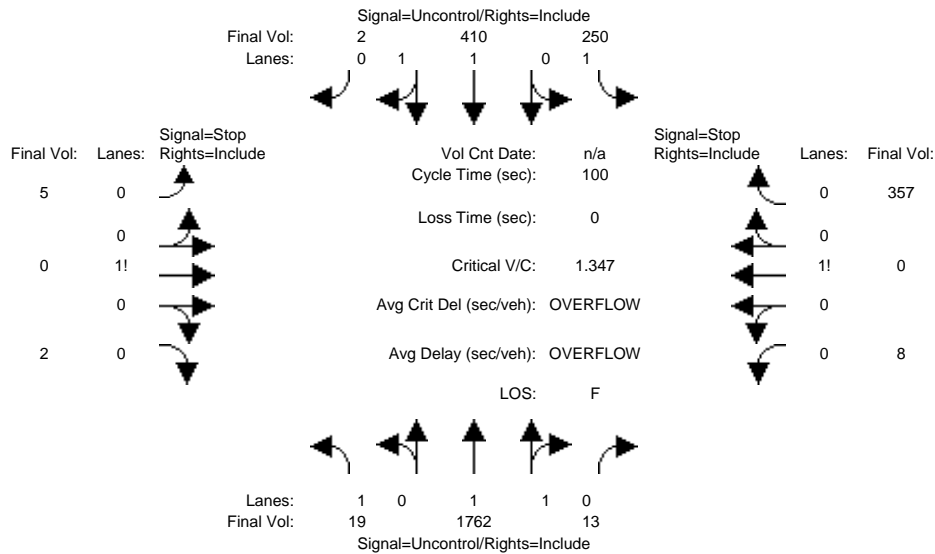 Signal=Uncontrol/Rights=Include
Final Vol: 2 410 250
Lanes: 0 1 1 0 1
Signal=Stop Signal=Stop
Final Vol: Lanes: Rights=Include Vol Cnt Date: n/a Rights=Include Lanes: Final Vol:
Cycle Time (sec): 100
5 0 0 357
Loss Time (sec): 0
0 0
0 1! Critical V/C: 1.347 1! 0
0 Avg Crit Del (sec/veh): OVERFLOW 0
2 0 Avg Delay (sec/veh): OVERFLOW 0 8
LOS: F
Lanes: 1 0 1 1 0
Final Vol: 19 1762 13
Signal=Uncontrol/Rights=Include